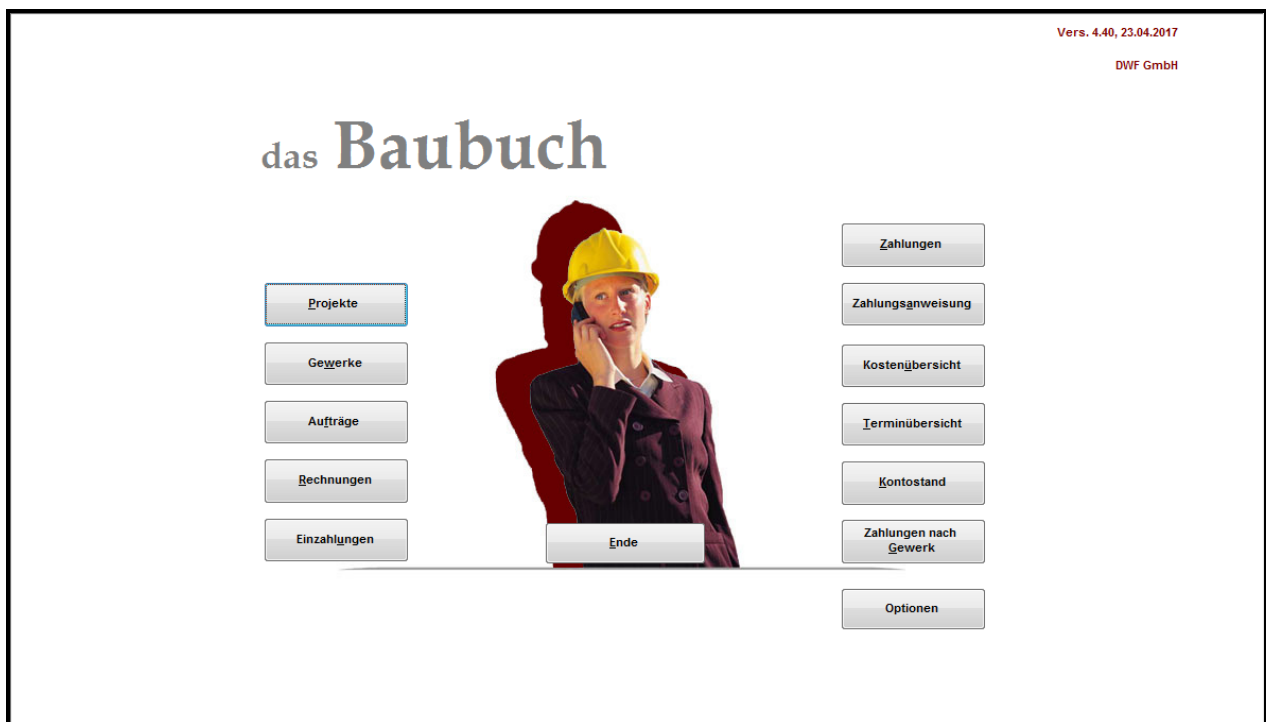 Vers. 4.40, 23.04.2017
DWF GmbH
das Baubuch
Projekte
Gewerke
Aufträge
Rechnungen
Einzahlungen
Ende
Zahlungen
Zahlungsanweisung
Kostenübersicht
Terminübersicht
Kontostand
Zahlungen nach
Gewerk
Optionen